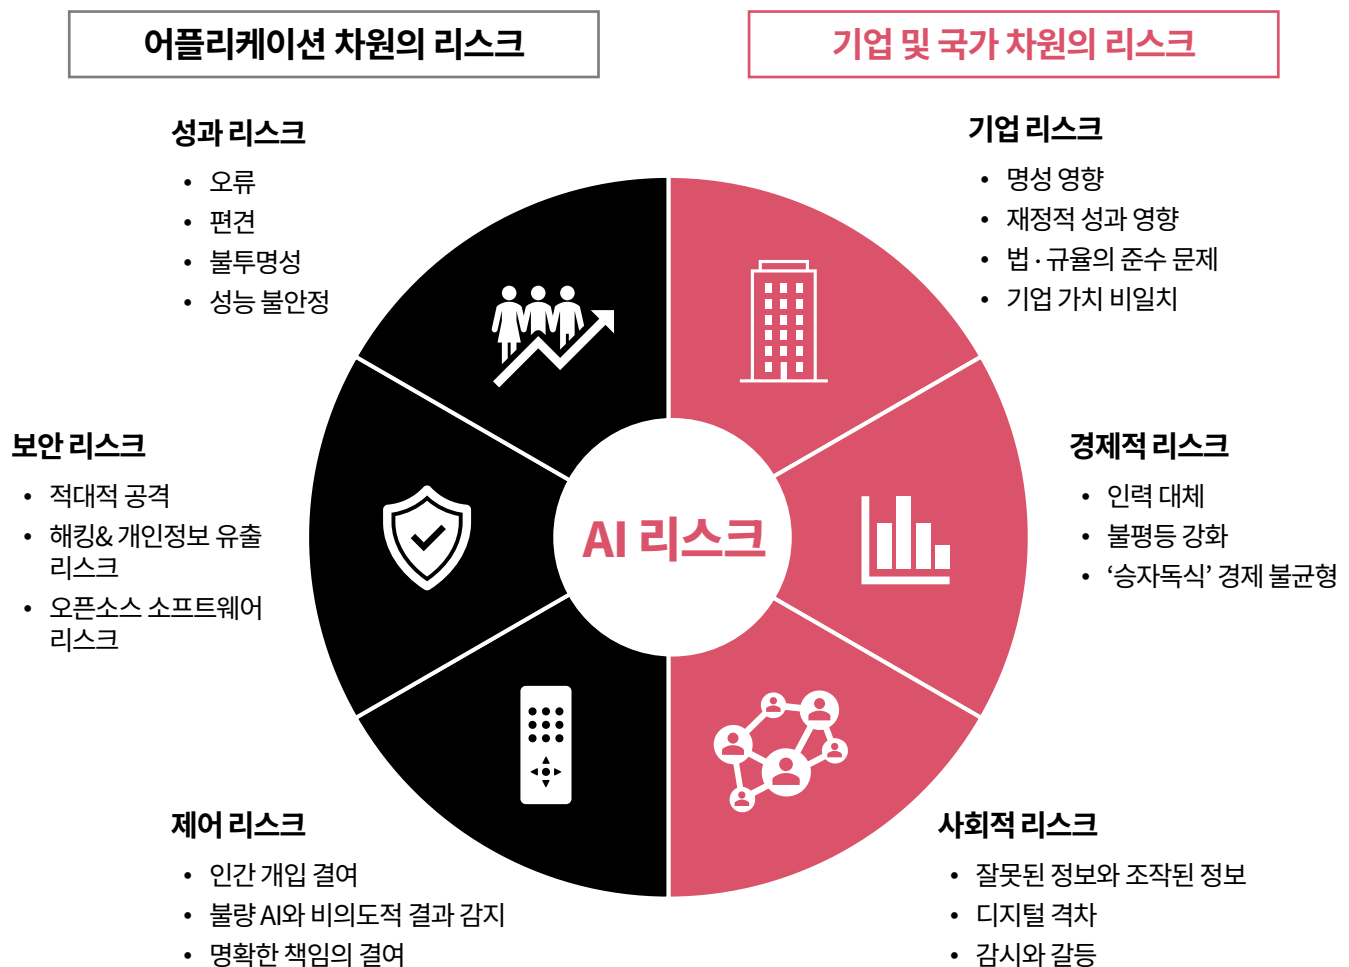 어플리케이션 차원의 리스크
기업 및 국가 차원의 리스크
성과 리스크
• 오류
• 편견
• 불투명성
• 성능 불안정
기업 리스크
• 명성 영향
• 재정적 성과 영향
• 법 · 규율의 준수 문제
• 기업 가치 비일치
보안 리스크
• 적대적 공격
• 해킹& 개인정보 유출
리스크
• 오픈소스 소프트웨어
리스크
AI 리스크
경제적 리스크
• 인력 대체
• 불평등 강화
• ‘승자독식’ 경제 불균형
제어 리스크
• 인간 개입 결여
• 불량 AI와 비의도적 결과 감지
• 명확한 책임의 결여
사회적 리스크
• 잘못된 정보와 조작된 정보
• 디지털 격차
• 감시와 갈등